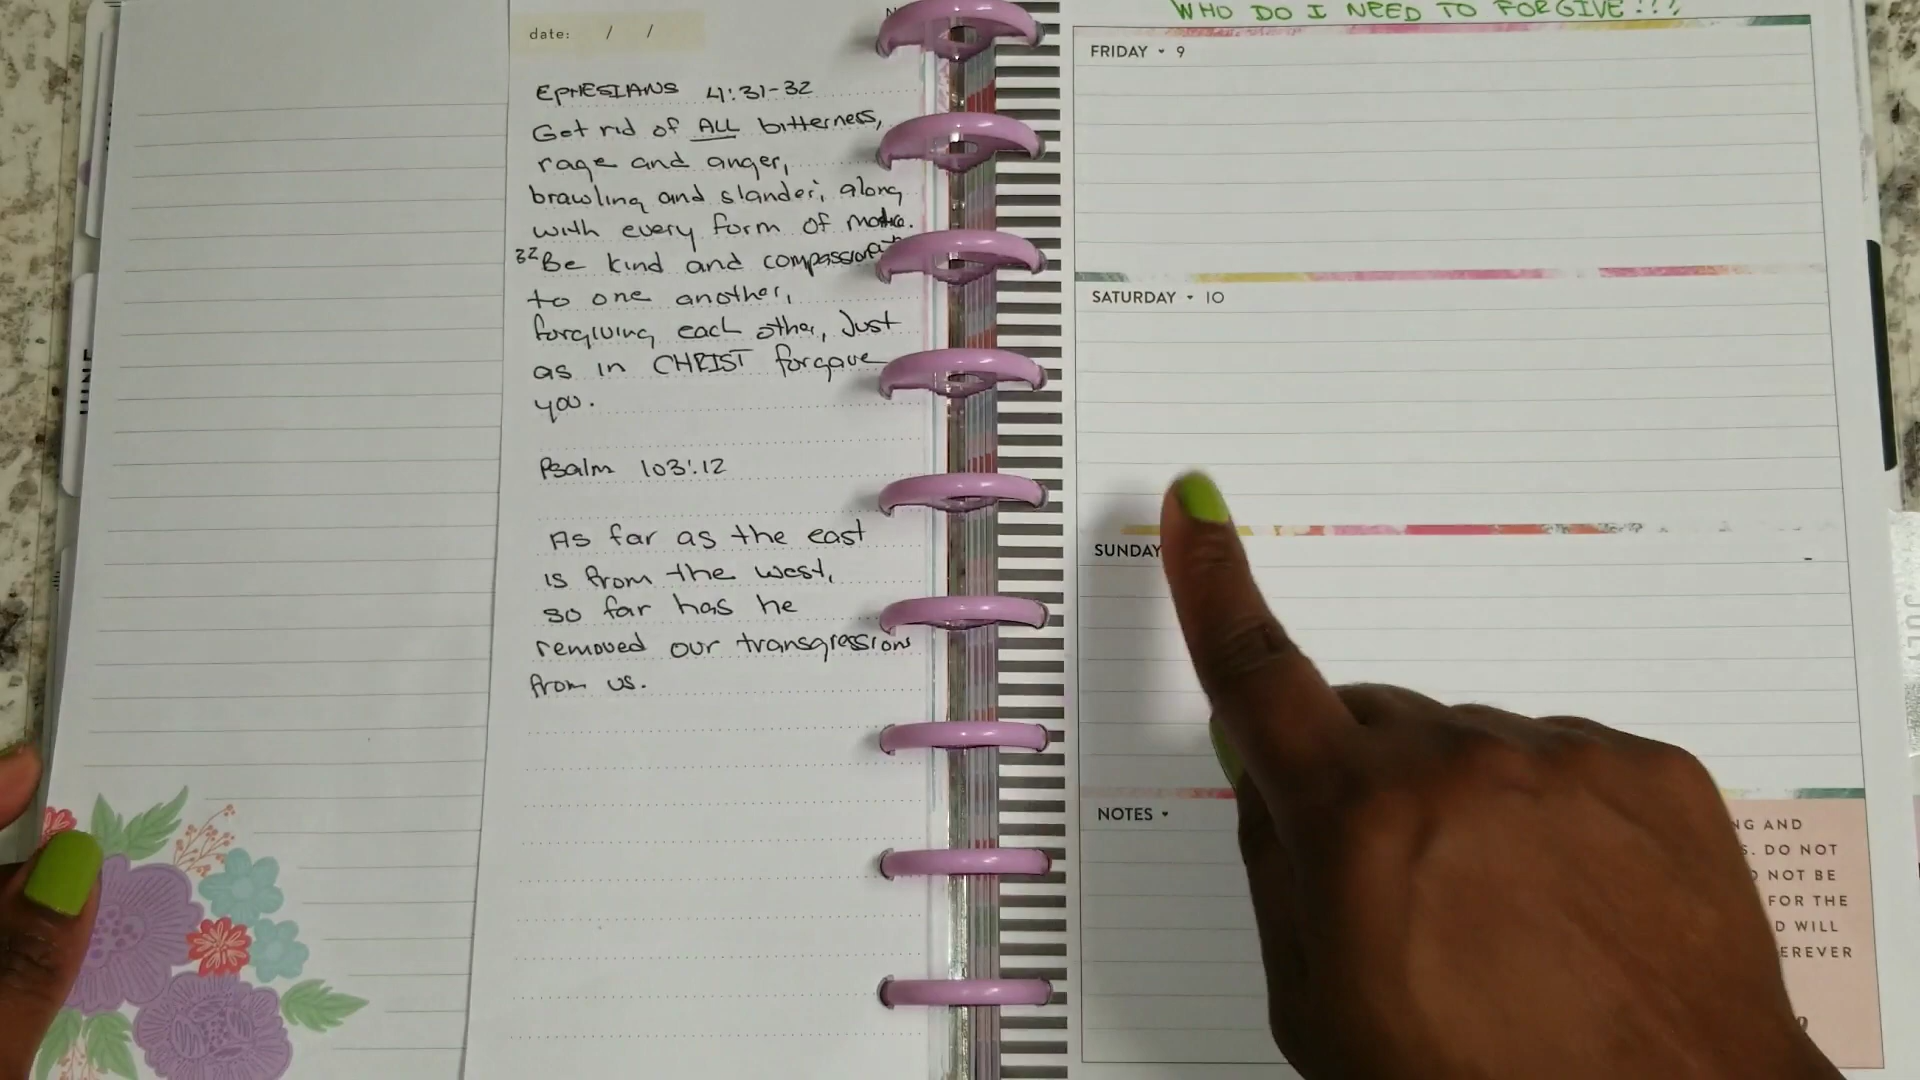 date: / /
EPHESIANS 4:31-32
Get rid of ALL bitterness,
rage and anger,
brawling and slander, along
with every form of
32 Be kind and compassionate
to one another,
forgiving each other, Just
as in CHRIST forgave
you.
Psalm 103:12
As far as the east
is from the west,
so far has he
removed our transgressions
from us.
WHO DO I NEED TO FORGIVE!!!
FRIDAY 9
SATURDAY 10
SUNDAY
NOTES
NG AND
S. DO NOT
NOT BE
FOR THE
D WILL
EREVER
JUNE
JULY